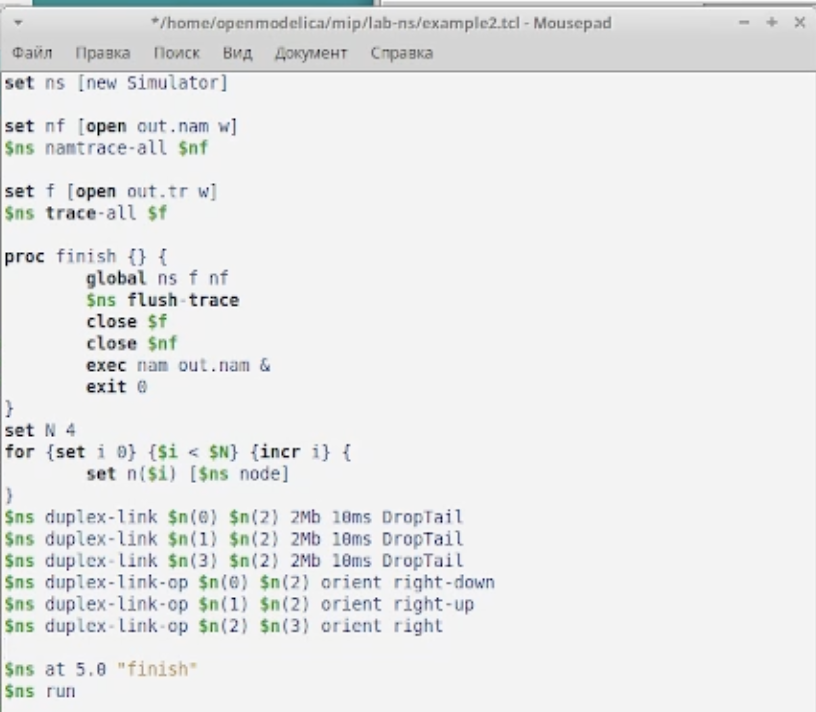 */home/openmodelica/mip/lab-ns/example2.tcl - Mousepad
Файл Правка Поиск Вид Документ Справка
set ns [new Simulator]

set nf [open out.nam w]
$ns namtrace-all $nf

set f [open out.tr w]
$ns trace-all $f

proc finish {} {
        global ns f nf
        $ns flush-trace
        close $f
        close $nf
        exec nam out.nam &
        exit 0
}
set N 4
for {set i 0} {$i < $N} {incr i} {
        set n($i) [$ns node]
}
$ns duplex-link $n(0) $n(2) 2Mb 10ms DropTail
$ns duplex-link $n(1) $n(2) 2Mb 10ms DropTail
$ns duplex-link $n(3) $n(2) 2Mb 10ms DropTail
$ns duplex-link-op $n(0) $n(2) orient right-down
$ns duplex-link-op $n(1) $n(2) orient right-up
$ns duplex-link-op $n(2) $n(3) orient right

$ns at 5.0 "finish"
$ns run